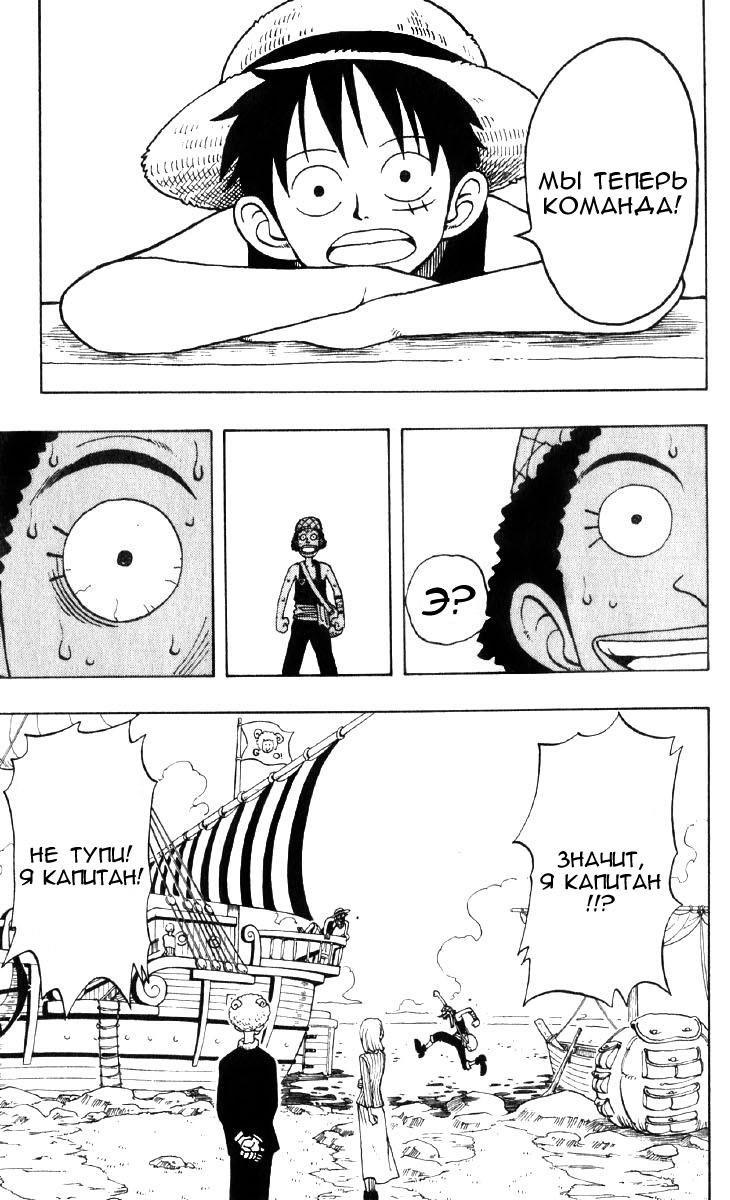 МЫ ТЕПЕРЬ
КОМАНДА!
Э?
ЗНАЧИТ,
Я КАПИТАН
!!?
НЕ ТУПИ!
Я КАПИТАН!